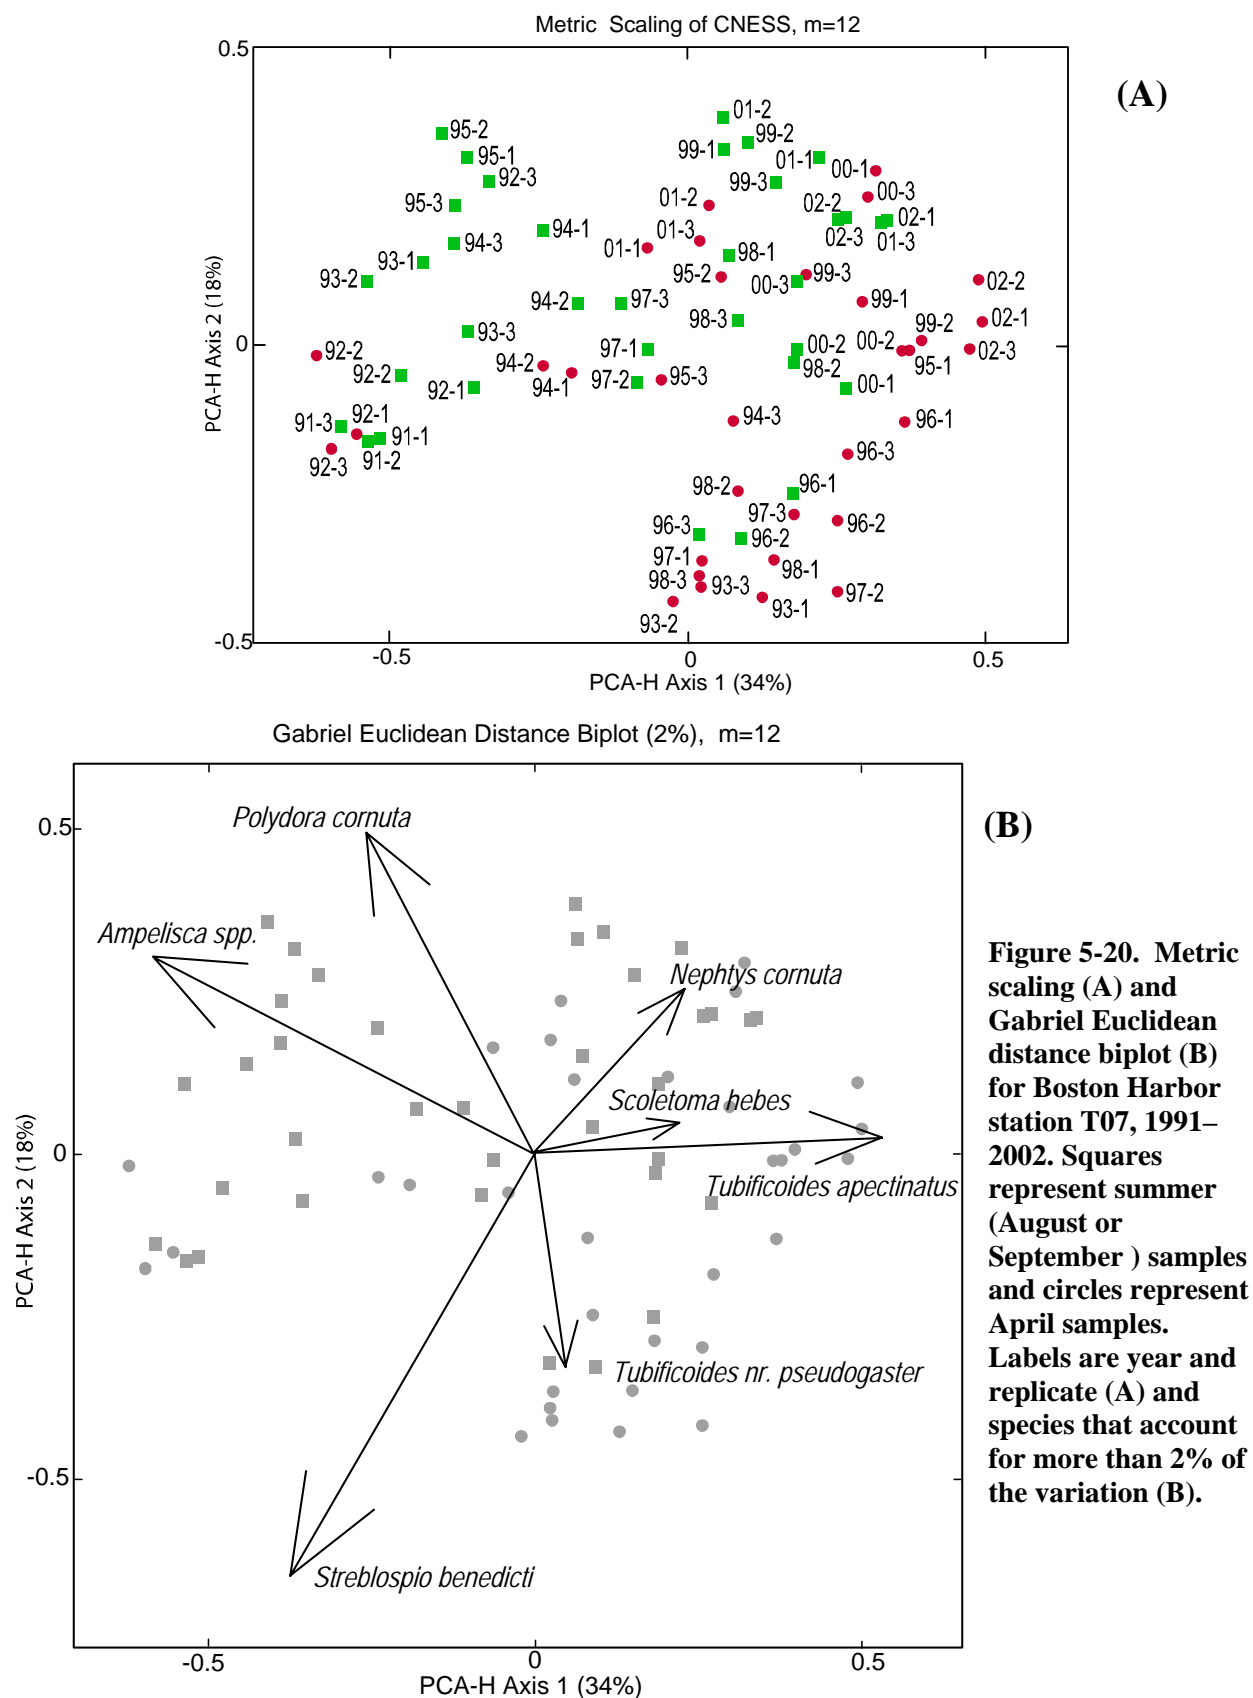 Metric Scaling of CNESS, m=12
(A)
0.5
01-2
95-2
99-2
99-1
95-1
01-1
00-1
92-3
99-3
00-3
01-2
95-3
02-2
02-1
94-1
01-3
94-3
02-3
01-3
01-1
98-1
93-1
95-2
99-3
93-2
00-3
02-2
94-2
97-3
99-1
98-3
02-1
93-3
99-2
00-2
00-2
0
92-2
97-1
02-3
94-2
98-2
95-1
92-2
94-1
97-2
95-3
92-1
00-1
94-3
96-1
91-3
92-1
91-1
96-3
92-3
91-2
98-2
96-1
97-3
96-3
96-2
96-2
97-1
98-1
98-3
93-3
97-2
93-1
93-2
-0.5
-0.5
0
0.5
PCA-H Axis 1 (34%)
PCA-H Axis 2 (18%)
Gabriel Euclidean Distance Biplot (2%), m=12
(B)
0.5
Polydora cornuta
Ampelisca spp.
Nephtys cornuta
Scoletoma hebes
0
Tubificoides apectinatus
Tubificoides nr. pseudogaster
-0.5
Streblospio benedicti
-0.5
0
0.5
PCA-H Axis 1 (34%)
PCA-H Axis 2 (18%)
Figure 5-20. Metric
scaling (A) and
Gabriel Euclidean
distance biplot (B)
for Boston Harbor
station T07, 1991–
2002. Squares
represent summer
(August or
September ) samples
and circles represent
April samples.
Labels are year and
replicate (A) and
species that account
for more than 2% of
the variation (B).